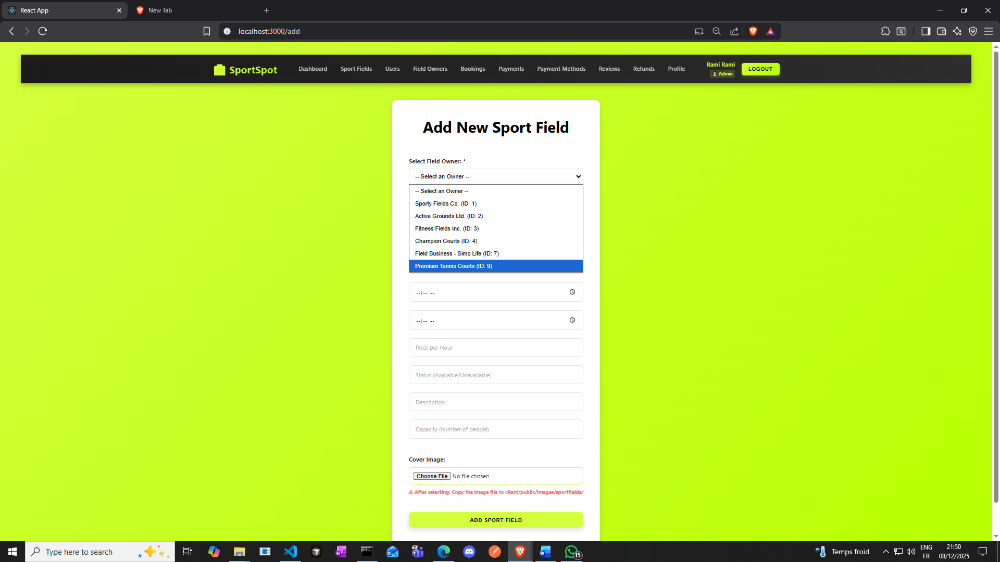 React App
New Tab
localhost:3000/add
SportSpot
Dashboard
Sport Fields
Users
Field Owners
Bookings
Payments
Payment Methods
Reviews
Refunds
Profile
Rami Rami
Admin
LOGOUT
Add New Sport Field
Select Field Owner: *
-- Select an Owner --
-- Select an Owner --
Sporty Fields Co. (ID: 1)
Active Grounds Ltd. (ID: 2)
Fitness Fields Inc. (ID: 3)
Champion Courts (ID: 4)
Field Business - Simo Life (ID: 7)
Premium Tennis Courts (ID: 9)
--:-- --
--:-- --
Price per Hour
Status (Available/Unavailable)
Description
Capacity (number of people)
Cover Image:
Choose File No file chosen
⚠ After selecting: Copy the image file to client/public/images/sportfields/
ADD SPORT FIELD
Type here to search
15
Temps froid
ENG
FR
21:50
08/12/2025